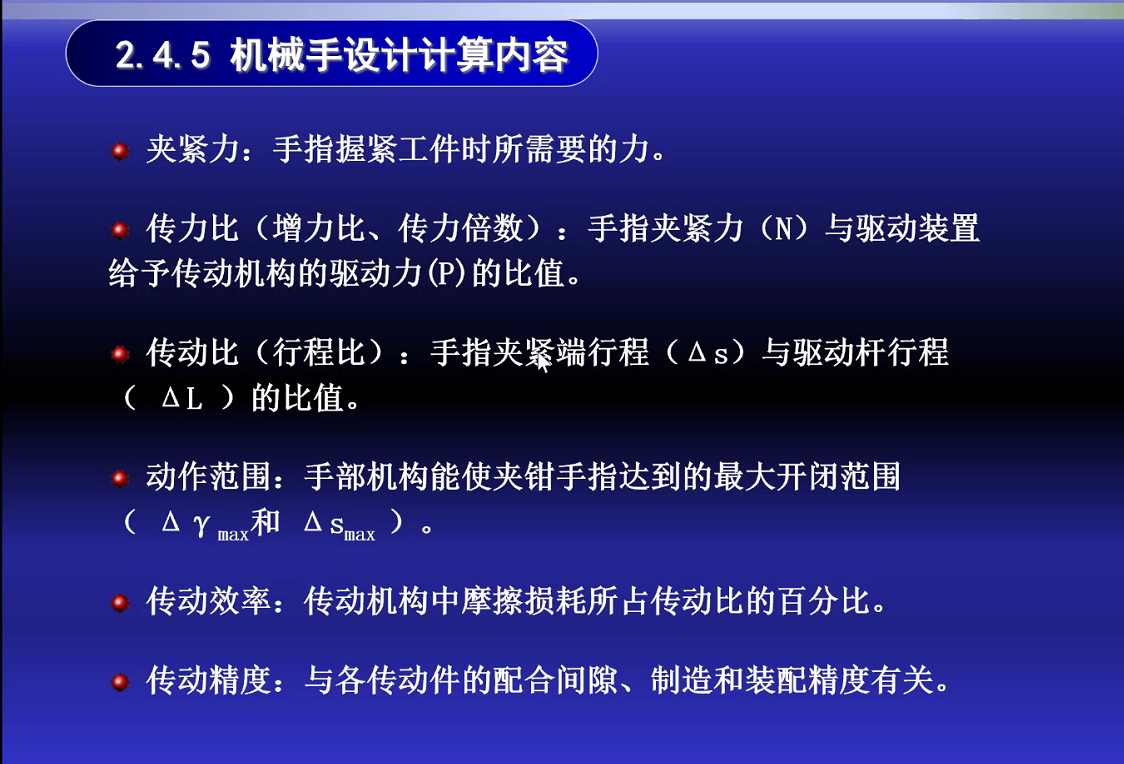 2.4.5 机械手设计计算内容
夹紧力：手指握紧工件时所需要的力。
传力比（增力比、传力倍数）：手指夹紧力（N）与驱动装置
给予传动机构的驱动力(P)的比值。
传动比（行程比）：手指夹紧端行程（Δs）与驱动杆行程
（ ΔL ）的比值。
动作范围：手部机构能使夹钳手指达到的最大开闭范围
（ Δγmax和 Δsmax ）。
传动效率：传动机构中摩擦损耗所占传动比的百分比。
传动精度：与各传动件的配合间隙、制造和装配精度有关。